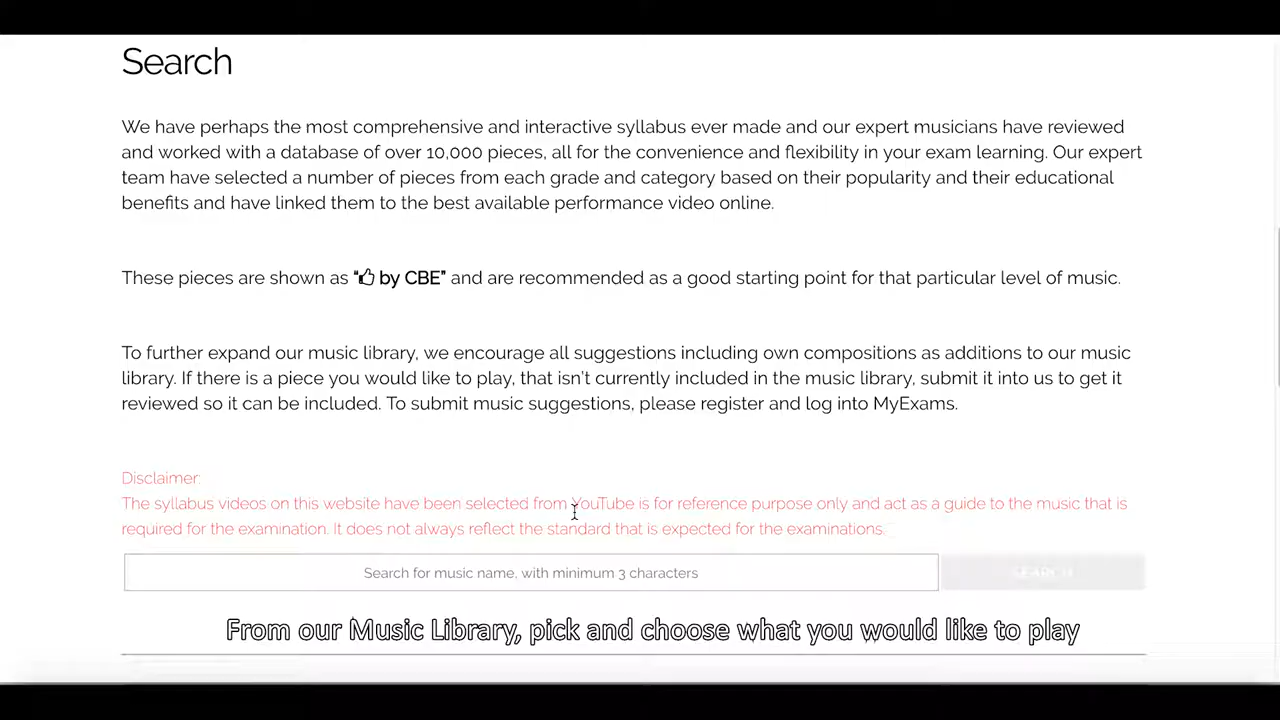 Search
We have perhaps the most comprehensive and interactive syllabus ever made and our expert musicians have reviewed
and worked with a database of over 10,000 pieces, all for the convenience and flexibility in your exam learning. Our expert
team have selected a number of pieces from each grade and category based on their popularity and their educational
benefits and have linked them to the best available performance video online.
These pieces are shown as “ by CBE” and are recommended as a good starting point for that particular level of music.
To further expand our music library, we encourage all suggestions including own compositions as additions to our music
library. If there is a piece you would like to play, that isn’t currently included in the music library, submit it into us to get it
reviewed so it can be included. To submit music suggestions, please register and log into MyExams.
Disclaimer:
The syllabus videos on this website have been selected from YouTube is for reference purpose only and act as a guide to the music that is
required for the examination. It does not always reflect the standard that is expected for the examinations.
Search for music name, with minimum 3 characters
SEARCH
From our Music Library, pick and choose what you would like to play